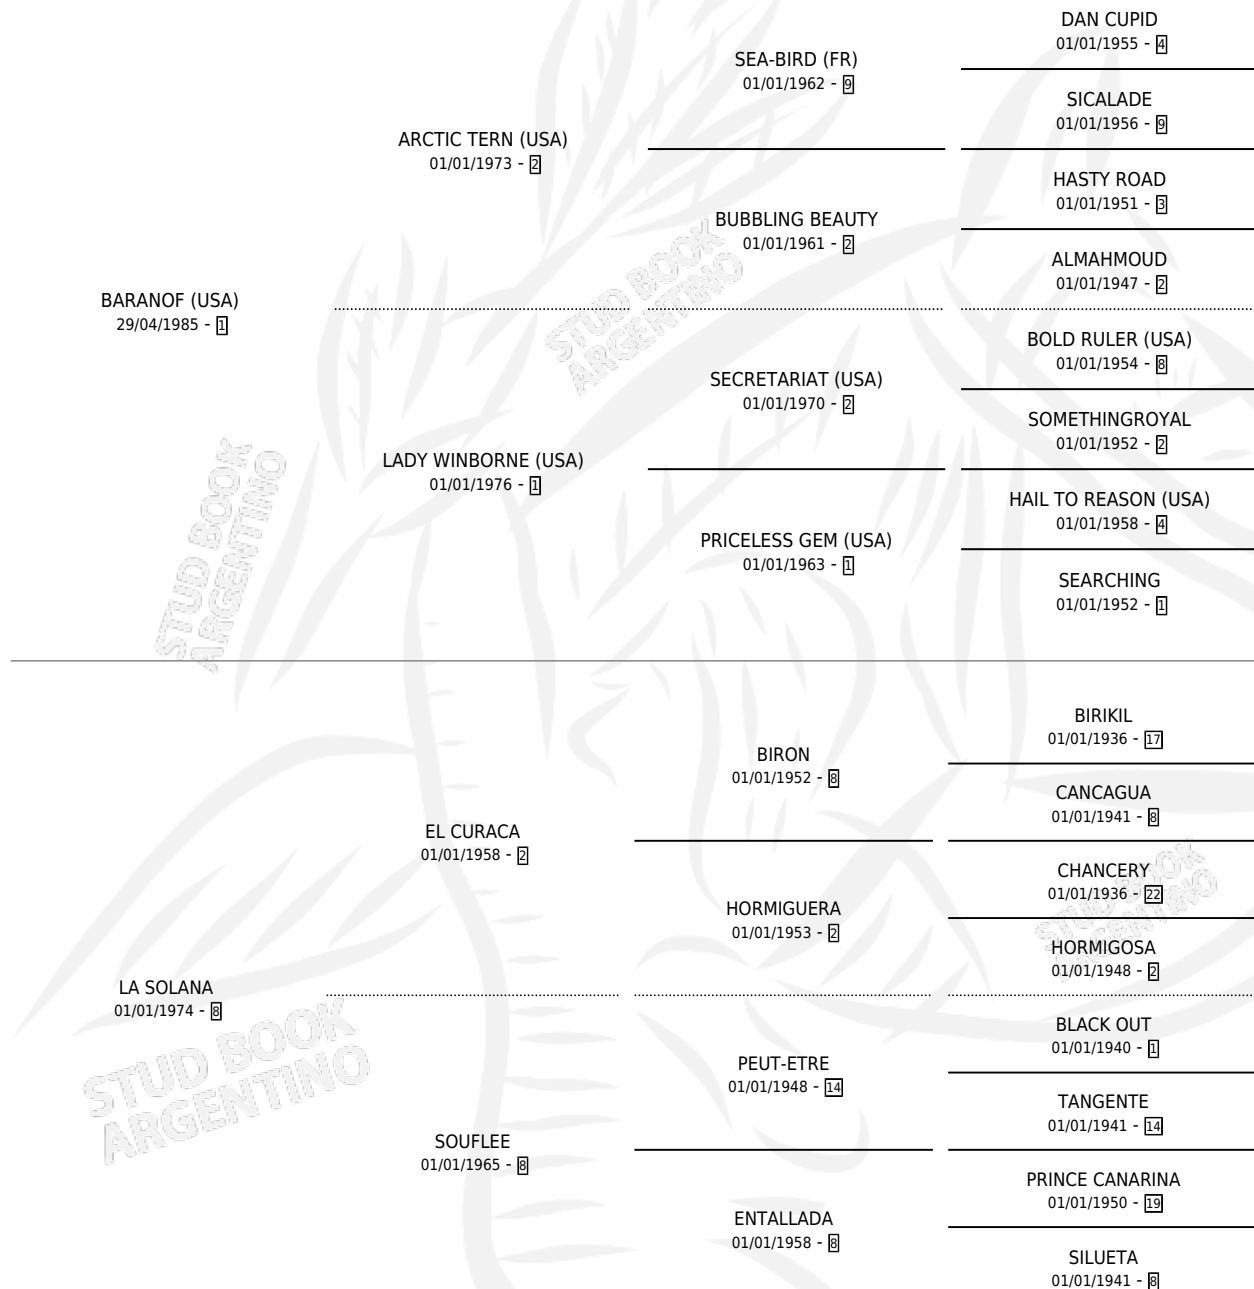 DAN CUPID
01/01/1955 - 4
SEA-BIRD (FR)
01/01/1962 - 9
SICALADE
01/01/1956 - 9
ARCTIC TERN (USA)
01/01/1973 - 2
HASTY ROAD
01/01/1951 - 3
BUBBLING BEAUTY
01/01/1961 - 2
ALMAHMOUD
01/01/1947 - 2
BARANOF (USA)
29/04/1985 - 1
BOLD RULER (USA)
01/01/1954 - 8
SECRETARIAT (USA)
01/01/1970 - 2
SOMETHINGROYAL
01/01/1952 - 2
LADY WINBORNE (USA)
01/01/1976 - 1
HAIL TO REASON (USA)
01/01/1958 - 4
PRICELESS GEM (USA)
01/01/1963 - 1
SEARCHING
01/01/1952 - 1
STUD BOOK
ARGENTINO
STUD BOOK
ARGENTINO
BIRIKIL
01/01/1936 - 17
BIRON
01/01/1952 - 8
CANCAGUA
01/01/1941 - 8
EL CURACA
01/01/1958 - 2
CHANCERY
01/01/1936 - 22
HORMIGUERA
01/01/1953 - 2
HORMIGOSA
01/01/1948 - 2
LA SOLANA
01/01/1974 - 8
BLACK OUT
01/01/1940 - 1
PEUT-ETRE
01/01/1948 - 14
TANGENTE
01/01/1941 - 14
SOUFLEE
01/01/1965 - 8
PRINCE CANARINA
01/01/1950 - 19
ENTALLADA
01/01/1958 - 8
SILUETA
01/01/1941 - 8
STUD BOOK
ARGENTINO
STUD BOOK
ARGENTINO